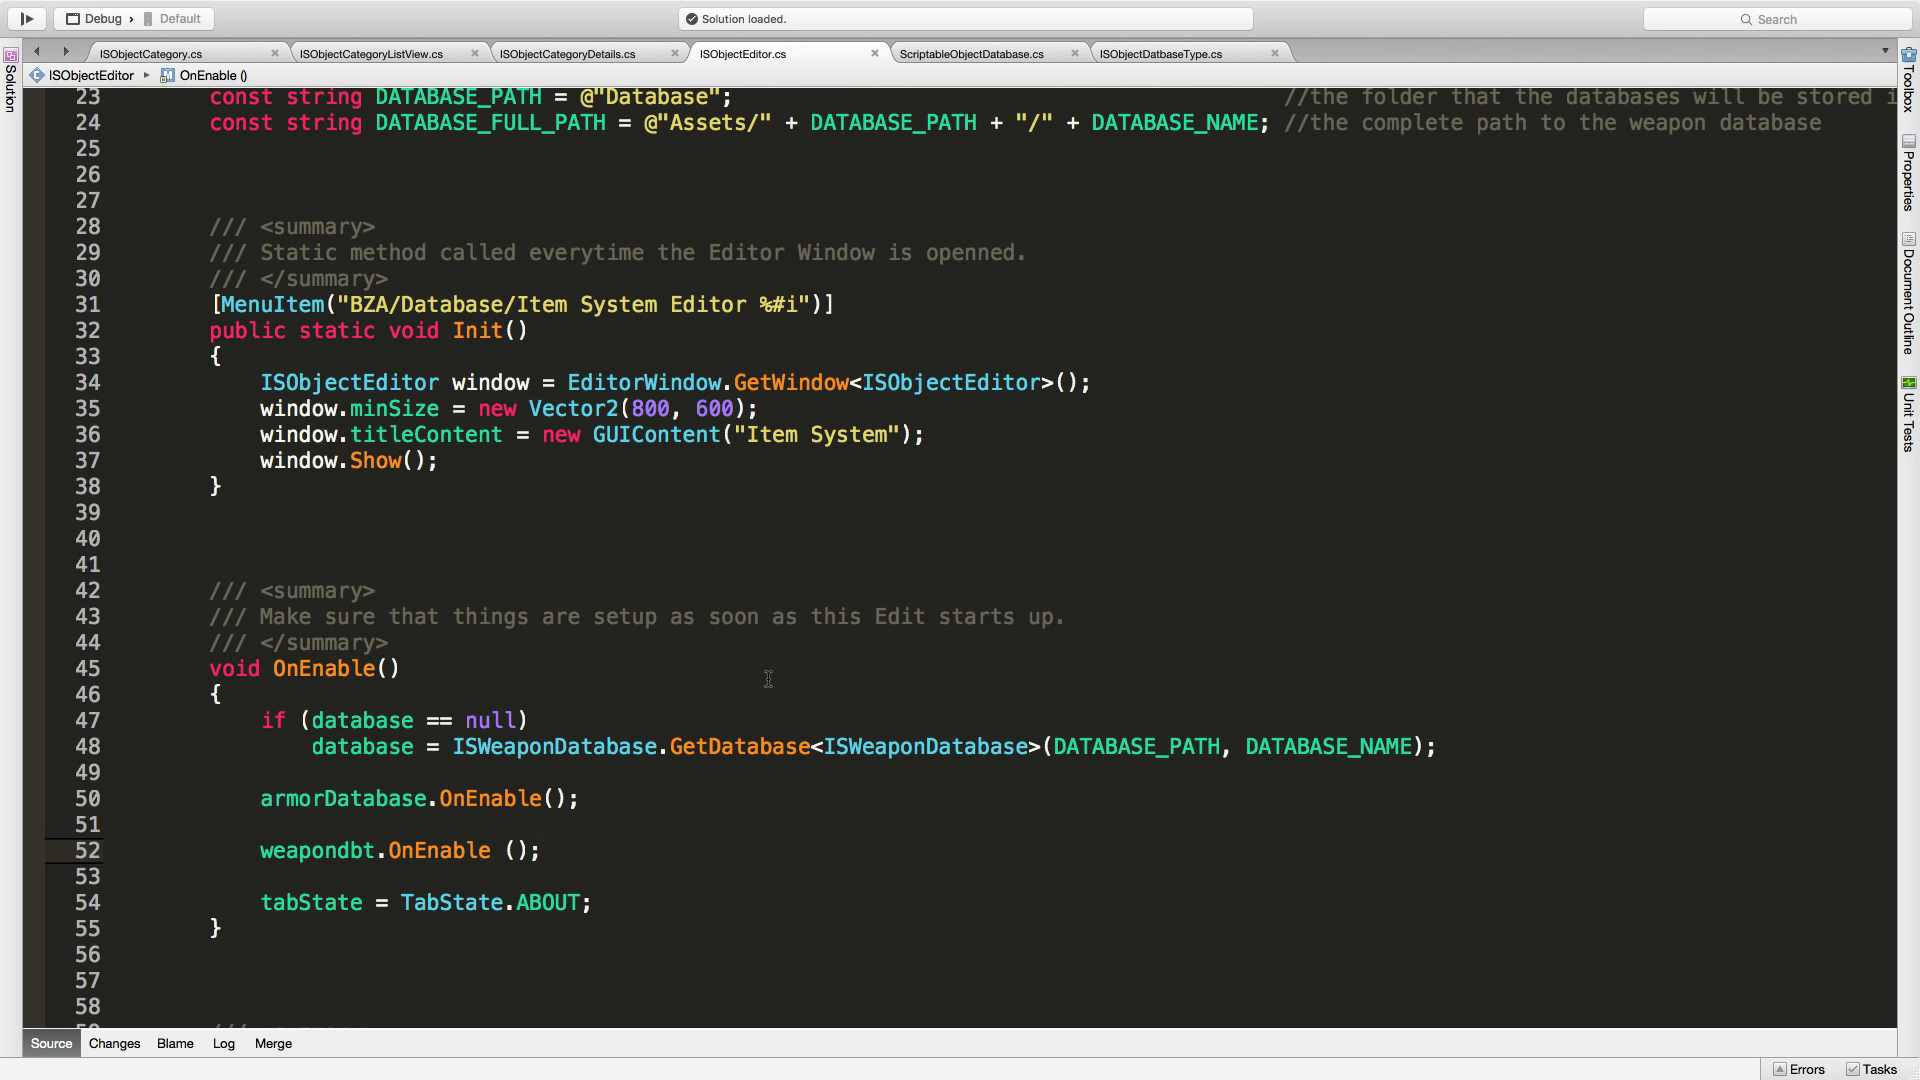 Debug › Default
Solution loaded.
Search
ISObjectCategory.cs
ISObjectCategoryListView.cs
ISObjectCategoryDetails.cs
ISObjectEditor.cs
ScriptableObjectDatabase.cs
ISObjectDatbaseType.cs
ISObjectEditor ▸ OnEnable ()
Solution
Toolbox
Properties
Document Outline
Unit Tests
23 const string DATABASE_PATH = @"Database"; //the folder that the databases will be stored i
24 const string DATABASE_FULL_PATH = @"Assets/" + DATABASE_PATH + "/" + DATABASE_NAME; //the complete path to the weapon database
25
26
27
28 /// <summary>
29 /// Static method called everytime the Editor Window is openned.
30 /// </summary>
31 [MenuItem("BZA/Database/Item System Editor %#i")]
32 public static void Init()
33 {
34 ISObjectEditor window = EditorWindow.GetWindow<ISObjectEditor>();
35 window.minSize = new Vector2(800, 600);
36 window.titleContent = new GUIContent("Item System");
37 window.Show();
38 }
39
40
41
42 /// <summary>
43 /// Make sure that things are setup as soon as this Edit starts up.
44 /// </summary>
45 void OnEnable()
46 {
47 if (database == null)
48 database = ISWeaponDatabase.GetDatabase<ISWeaponDatabase>(DATABASE_PATH, DATABASE_NAME);
49
50 armorDatabase.OnEnable();
51
52 weapondbt.OnEnable ();
53
54 tabState = TabState.ABOUT;
55 }
56
57
58
Source Changes Blame Log Merge
Errors Tasks